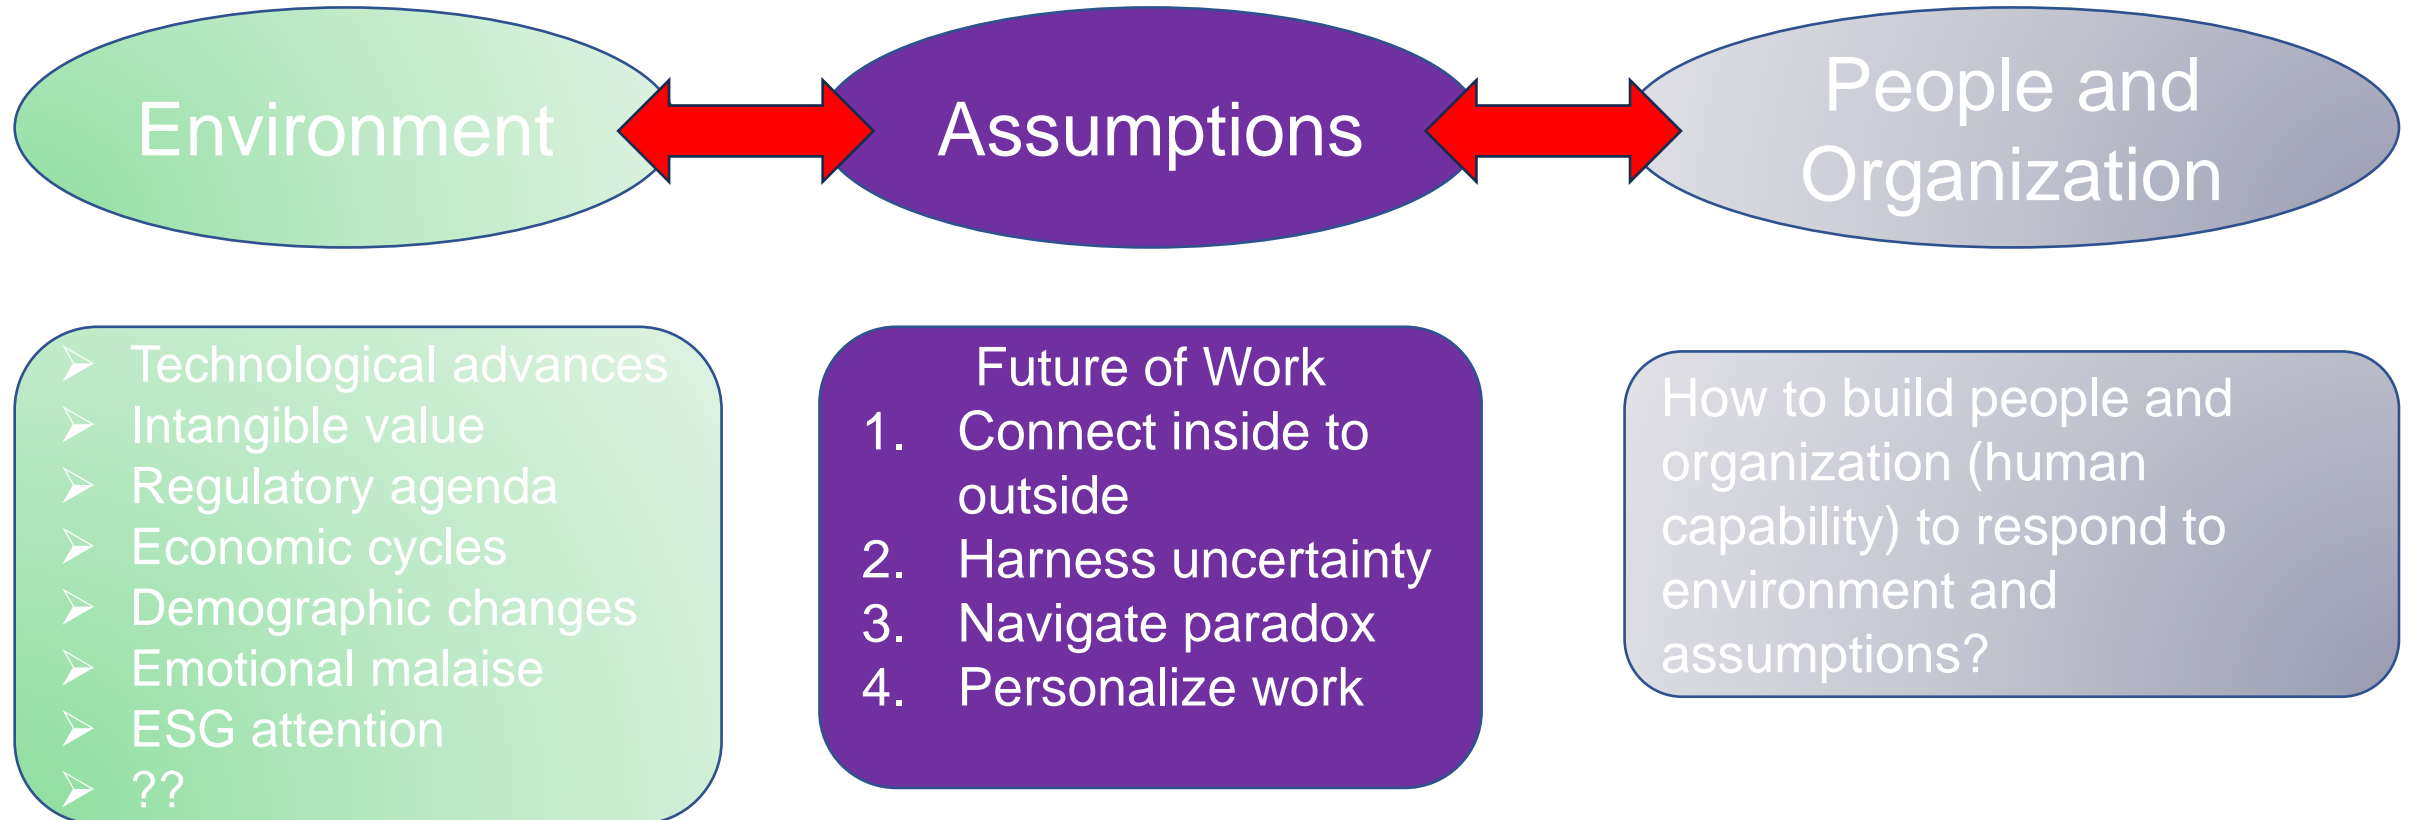 Environment
Assumptions
People and
Organization
➢ Technological advances
➢ Intangible value
➢ Regulatory agenda
➢ Economic cycles
➢ Demographic changes
➢ Emotional malaise
➢ ESG attention
➢ ??
Future of Work
1. Connect inside to
outside
2. Harness uncertainty
3. Navigate paradox
4. Personalize work
How to build people and
organization (human
capability) to respond to
environment and
assumptions?